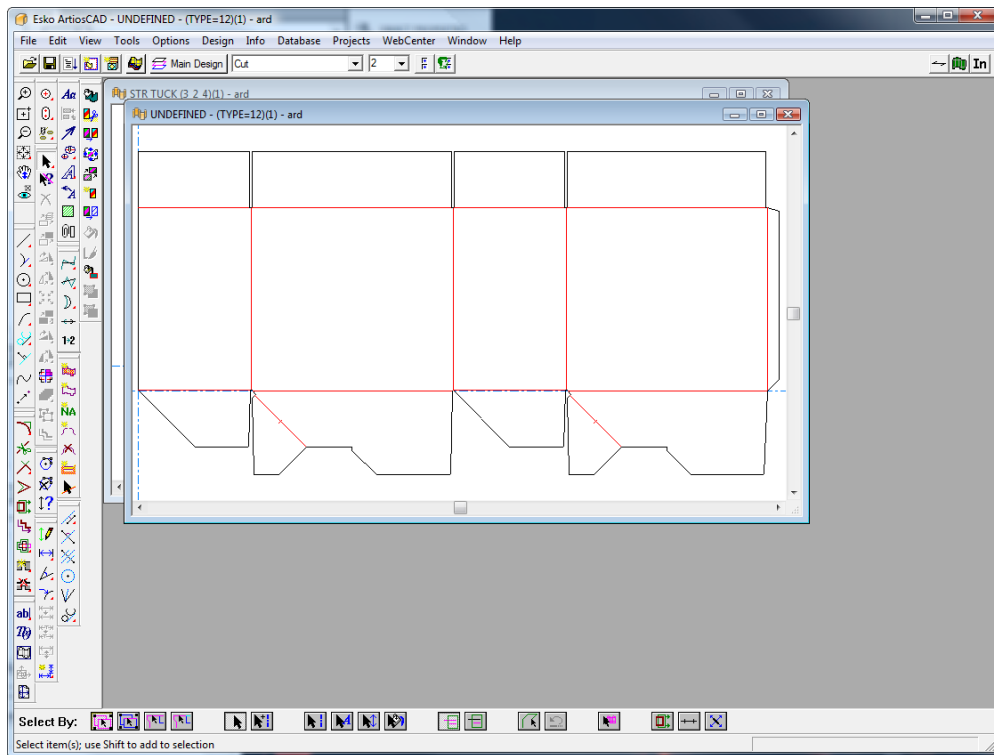 Esko ArtiosCAD - UNDEFINED - (TYPE=12)(1) - ard
File Edit View Tools Options Design Info Database Projects WebCenter Window Help
Main Design Cut 2 In
STR TUCK (3 2 4)(1) - ard
UNDEFINED - (TYPE=12)(1) - ard
1÷2
NA
ab
Select By:
Select item(s); use Shift to add to selection